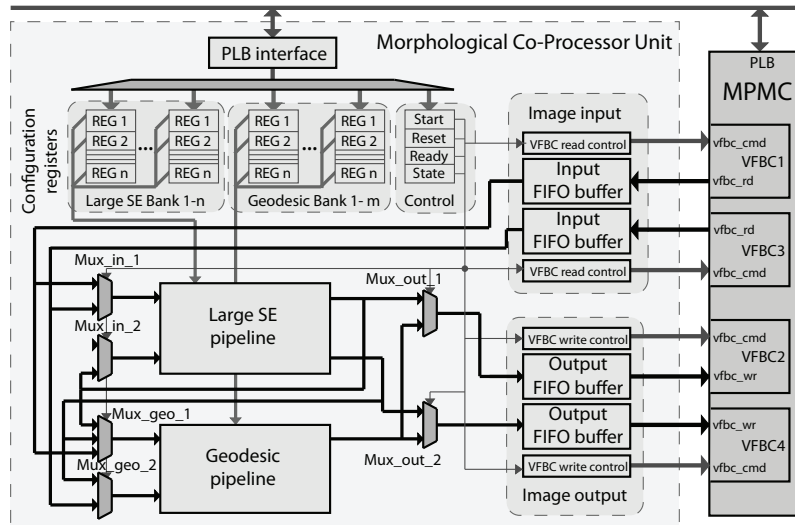 PLB interface
Morphological Co-Processor Unit
PLB
MPMC
Configuration
registers
REG 1
REG 2
REG n
...
REG 1
REG 2
REG n
Large SE Bank 1-n
REG 1
REG 2
REG n
...
REG 1
REG 2
REG n
Geodesic Bank 1- m
Start
Reset
Ready
State
Control
Image input
VFBC read control
Input
FIFO buffer
Input
FIFO buffer
VFBC read control
vfbc_cmd
VFBC1
vfbc_rd
vfbc_rd
VFBC3
vfbc_cmd
Mux_in_1
Mux_in_2
Large SE
pipeline
Mux_out_1
Mux_geo_1
Mux_geo_2
Geodesic
pipeline
Mux_out_2
VFBC write control
Output
FIFO buffer
Output
FIFO buffer
VFBC write control
Image output
vfbc_cmd
VFBC2
vfbc_wr
vfbc_wr
VFBC4
vfbc_cmd